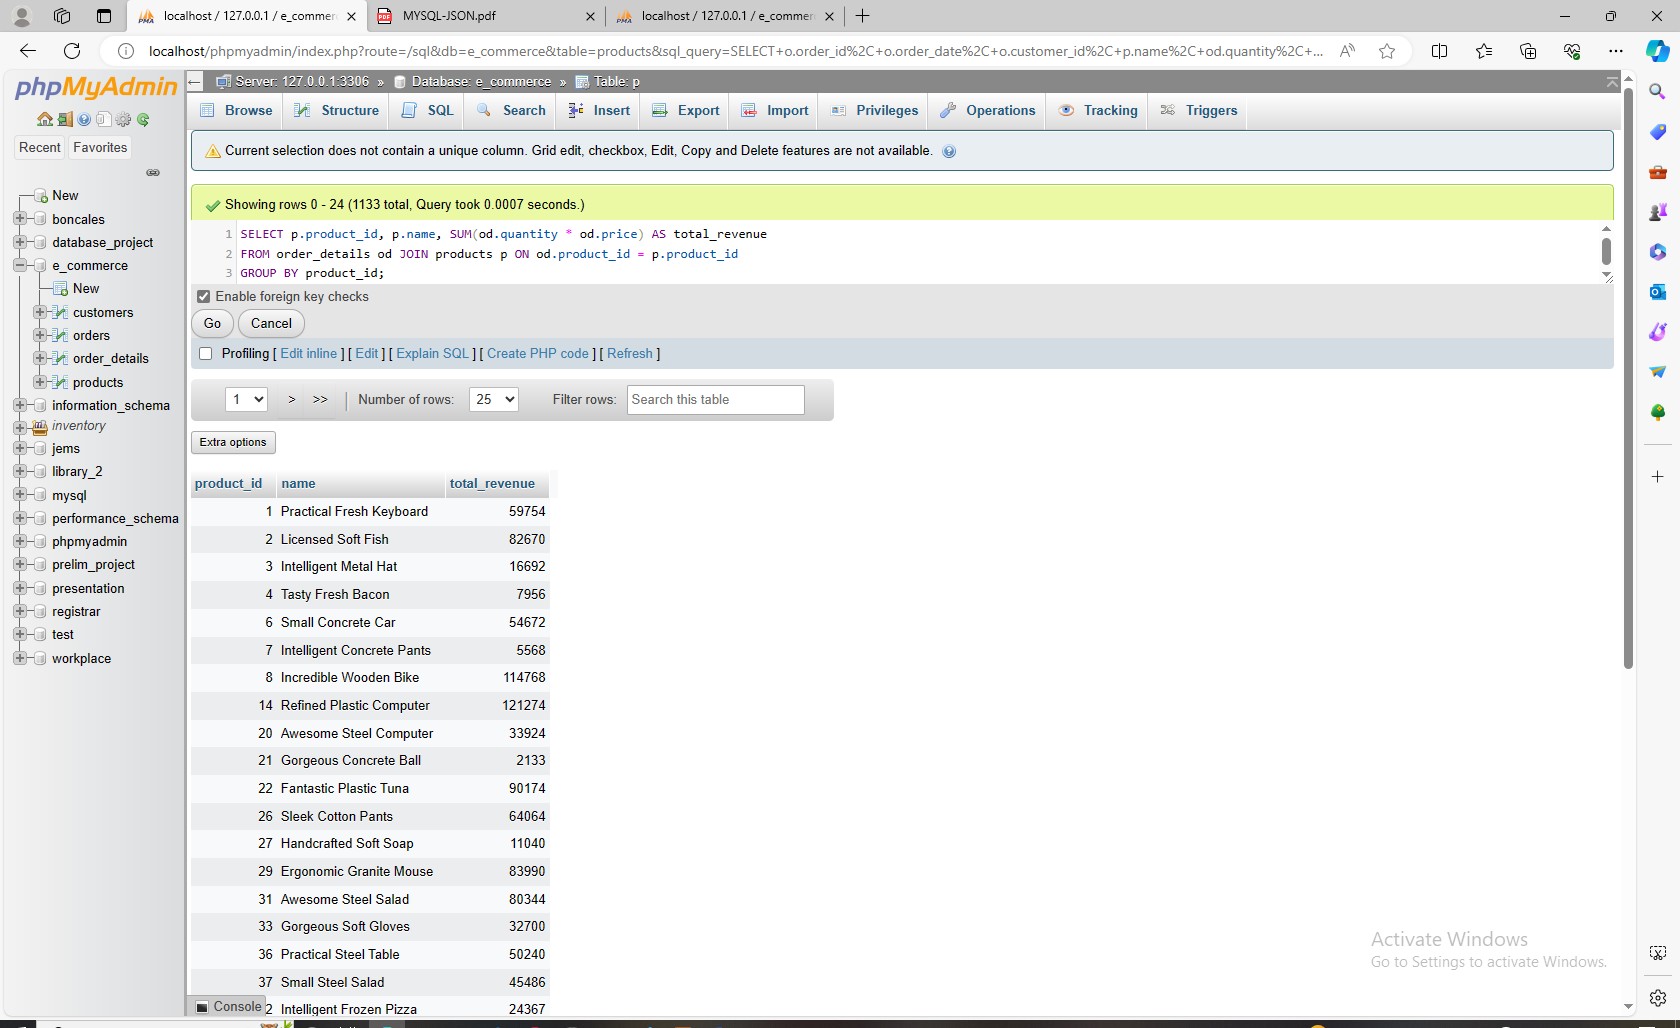 localhost / 127.0.0.1 / e_commer
MYSQL-JSON.pdf
localhost / 127.0.0.1 / e_commer
localhost/phpmyadmin/index.php?route=/sql&db=e_commerce&table=products&sql_query=SELECT+o.order_id%2C+o.order_date%2C+o.customer_id%2C+p.name%2C+od.quantity%2C+...
phpMyAdmin
Recent
Favorites
New
boncales
database_project
e_commerce
New
customers
orders
order_details
products
information_schema
inventory
jems
library_2
mysql
performance_schema
phpmyadmin
prelim_project
presentation
registrar
test
workplace
Server: 127.0.0.1:3306 » Database: e_commerce » Table: p
Browse Structure SQL Search Insert Export Import Privileges Operations Tracking Triggers
Current selection does not contain a unique column. Grid edit, checkbox, Edit, Copy and Delete features are not available.
Showing rows 0 - 24 (1133 total, Query took 0.0007 seconds.)
1 SELECT p.product_id, p.name, SUM(od.quantity * od.price) AS total_revenue
2 FROM order_details od JOIN products p ON od.product_id = p.product_id
3 GROUP BY product_id;
Enable foreign key checks
Go Cancel
Profiling [ Edit inline ] [ Edit ] [ Explain SQL ] [ Create PHP code ] [ Refresh ]
1 > >> Number of rows: 25 Filter rows: Search this table
Extra options
product_id name total_revenue
1 Practical Fresh Keyboard 59754
2 Licensed Soft Fish 82670
3 Intelligent Metal Hat 16692
4 Tasty Fresh Bacon 7956
6 Small Concrete Car 54672
7 Intelligent Concrete Pants 5568
8 Incredible Wooden Bike 114768
14 Refined Plastic Computer 121274
20 Awesome Steel Computer 33924
21 Gorgeous Concrete Ball 2133
22 Fantastic Plastic Tuna 90174
26 Sleek Cotton Pants 64064
27 Handcrafted Soft Soap 11040
29 Ergonomic Granite Mouse 83990
31 Awesome Steel Salad 80344
33 Gorgeous Soft Gloves 32700
36 Practical Steel Table 50240
37 Small Steel Salad 45486
2 Intelligent Frozen Pizza 24367
Console
Activate Windows
Go to Settings to activate Windows.